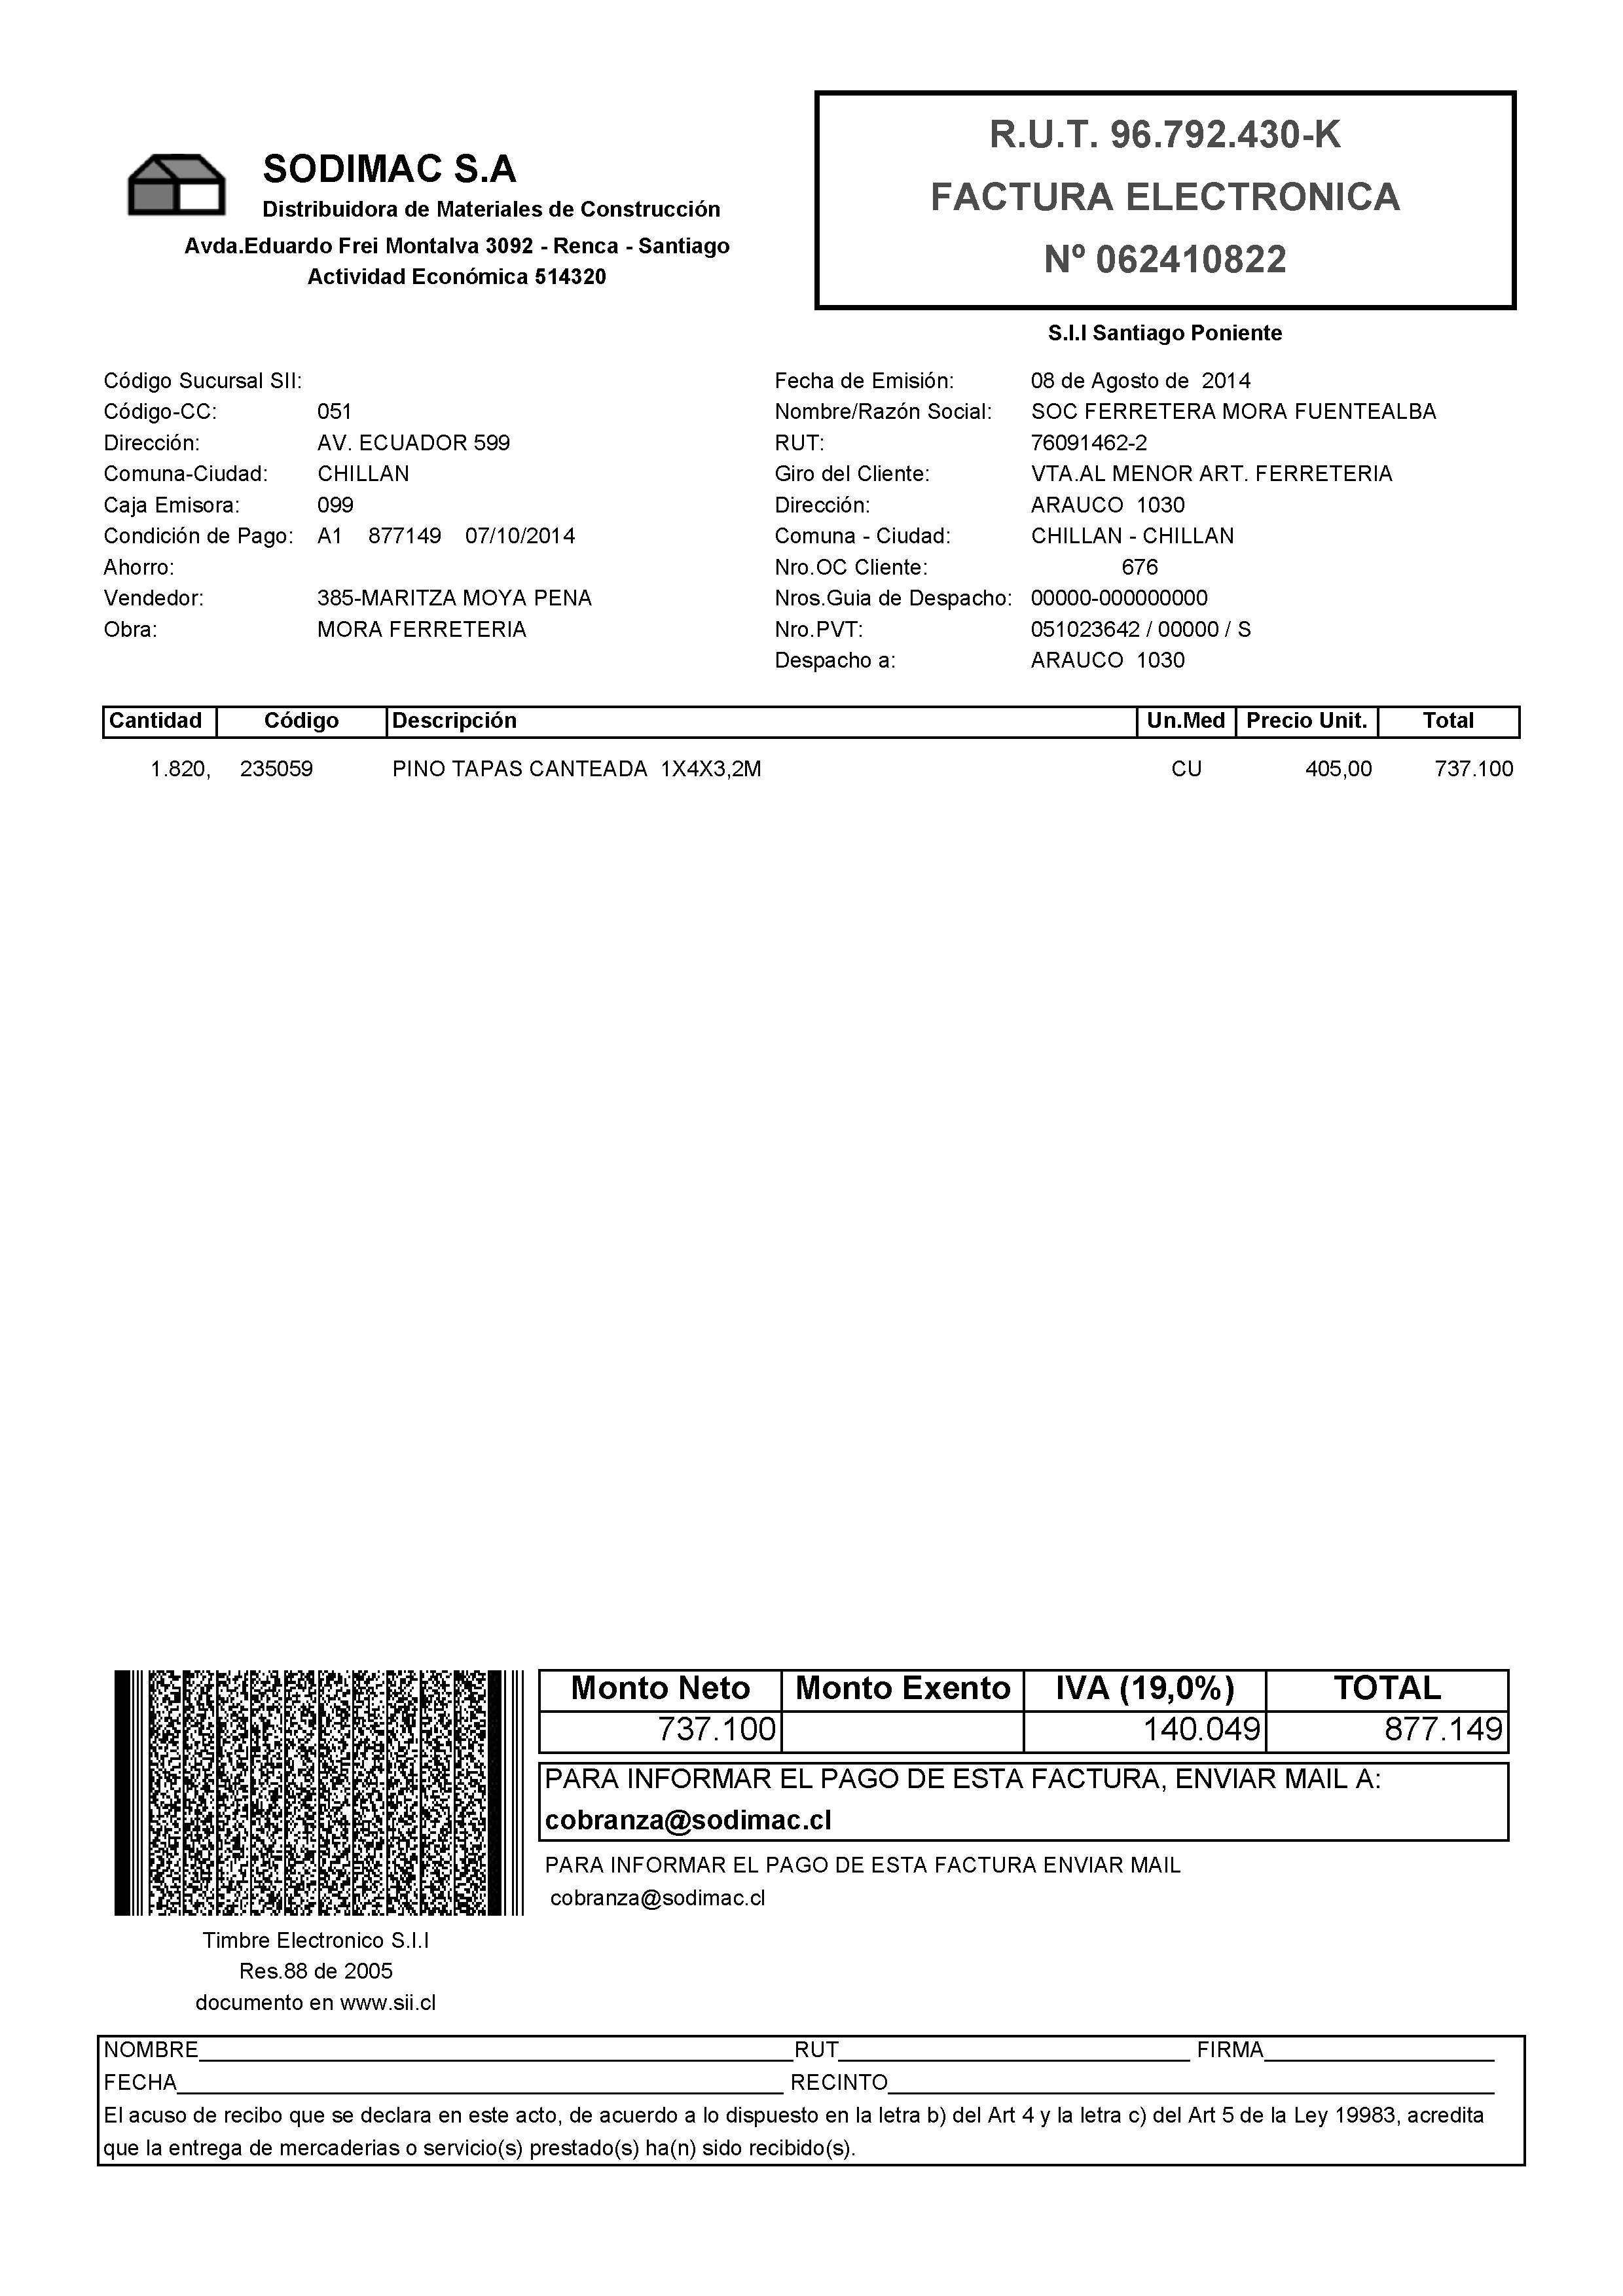 SODIMAC S.A
Distribuidora de Materiales de Construcción
Avda.Eduardo Frei Montalva 3092 - Renca - Santiago
Actividad Económica 514320
R.U.T. 96.792.430-K
FACTURA ELECTRONICA
Nº 062410822
S.I.I Santiago Poniente
Código Sucursal SII:
Código-CC: 051
Dirección: AV. ECUADOR 599
Comuna-Ciudad: CHILLAN
Caja Emisora: 099
Condición de Pago: A1 877149 07/10/2014
Ahorro:
Vendedor: 385-MARITZA MOYA PENA
Obra: MORA FERRETERIA
Fecha de Emisión: 08 de Agosto de 2014
Nombre/Razón Social: SOC FERRETERA MORA FUENTEALBA
RUT: 76091462-2
Giro del Cliente: VTA.AL MENOR ART. FERRETERIA
Dirección: ARAUCO 1030
Comuna - Ciudad: CHILLAN - CHILLAN
Nro.OC Cliente: 676
Nros.Guia de Despacho: 00000-000000000
Nro.PVT: 051023642 / 00000 / S
Despacho a: ARAUCO 1030
Cantidad Código Descripción Un.Med Precio Unit. Total
1.820, 235059 PINO TAPAS CANTEADA 1X4X3,2M CU 405,00 737.100
Monto Neto Monto Exento IVA (19,0%) TOTAL
737.100 140.049 877.149
PARA INFORMAR EL PAGO DE ESTA FACTURA, ENVIAR MAIL A:
cobranza@sodimac.cl
PARA INFORMAR EL PAGO DE ESTA FACTURA ENVIAR MAIL
cobranza@sodimac.cl
Timbre Electronico S.I.I
Res.88 de 2005
documento en www.sii.cl
NOMBRE RUT FIRMA
FECHA RECINTO
El acuso de recibo que se declara en este acto, de acuerdo a lo dispuesto en la letra b) del Art 4 y la letra c) del Art 5 de la Ley 19983, acredita
que la entrega de mercaderias o servicio(s) prestado(s) ha(n) sido recibido(s).